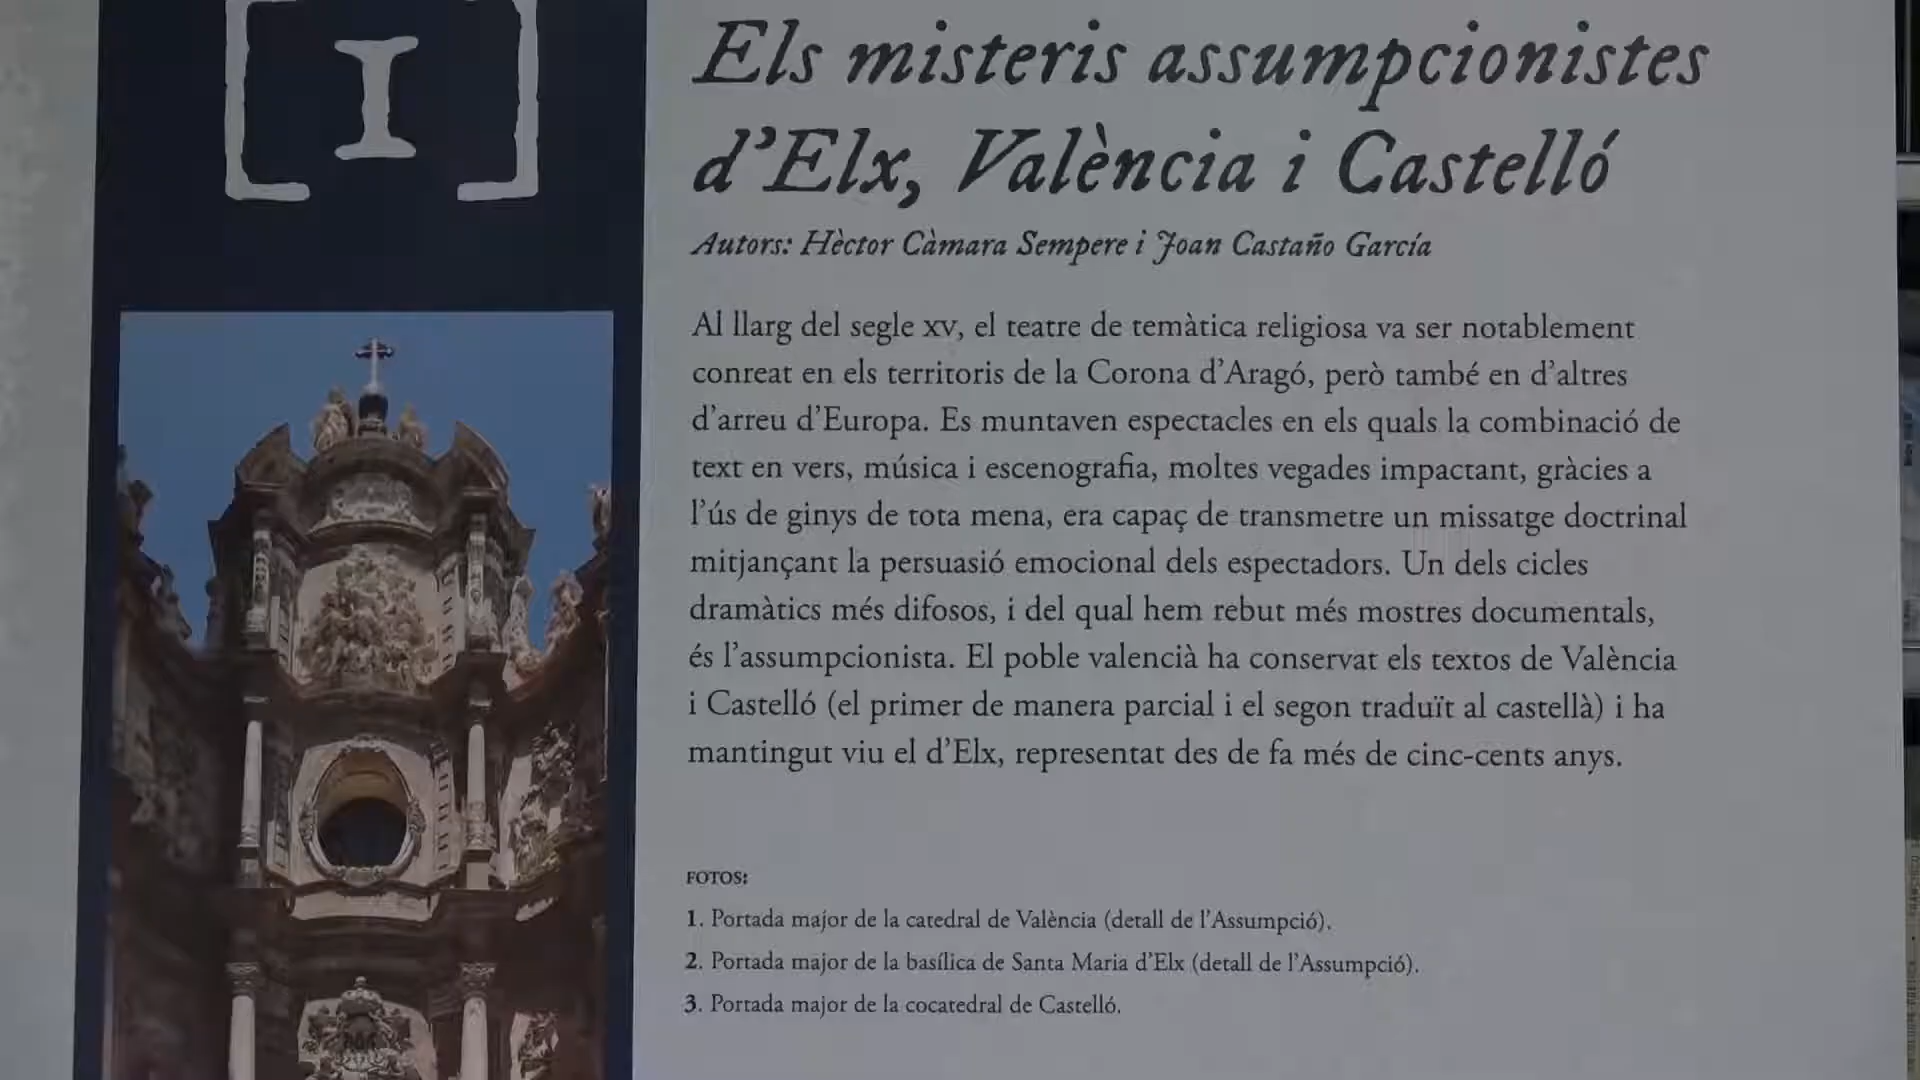 [1]
Els misteris assumpcionistes
d'Elx, València i Castelló
Autors: Hèctor Càmara Sempere i Joan Castaño García
Al llarg del segle XV, el teatre de temàtica religiosa va ser notablement
conreat en els territoris de la Corona d'Aragó, però també en d'altres
d'arreu d'Europa. Es muntaven espectacles en els quals la combinació de
text en vers, música i escenografia, moltes vegades impactant, gràcies a
l'ús de ginys de tota mena, era capaç de transmetre un missatge doctrinal
mitjançant la persuasió emocional dels espectadors. Un dels cicles
dramàtics més difosos, i del qual hem rebut més mostres documentals,
és l'assumpcionista. El poble valencià ha conservat els textos de València
i Castelló (el primer de manera parcial i el segon traduït al castellà) i ha
mantingut viu el d'Elx, representat des de fa més de cinc-cents anys.
FOTOS:
1. Portada major de la catedral de València (detall de l'Assumpció).
2. Portada major de la basílica de Santa Maria d'Elx (detall de l'Assumpció).
3. Portada major de la cocatedral de Castelló.